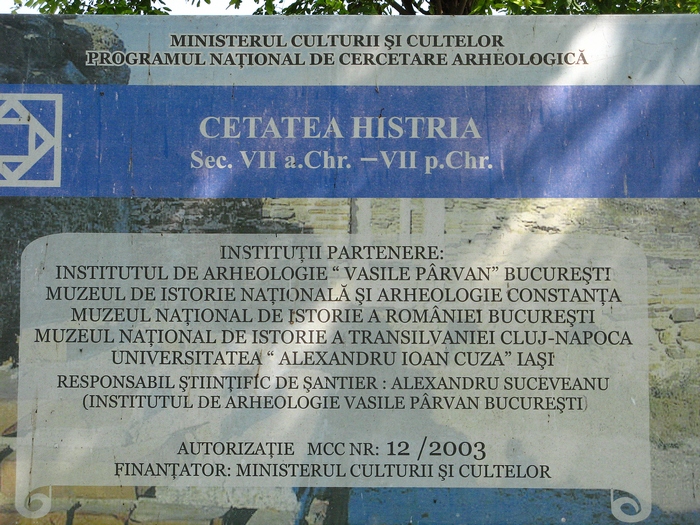 MINISTERUL CULTURII ŞI CULTELOR
PROGRAMUL NAŢIONAL DE CERCETARE ARHEOLOGICĂ
CETATEA HISTRIA
Sec. VII a.Chr. –VII p.Chr.
INSTITUŢII PARTENERE:
INSTITUTUL DE ARHEOLOGIE “ VASILE PÂRVAN” BUCUREŞTI
MUZEUL DE ISTORIE NAŢIONALĂ ŞI ARHEOLOGIE CONSTANŢA
MUZEUL NAŢIONAL DE ISTORIE A ROMÂNIEI BUCUREŞTI
MUZEUL NAŢIONAL DE ISTORIE A TRANSILVANIEI CLUJ-NAPOCA
UNIVERSITATEA “ ALEXANDRU IOAN CUZA” IAŞI
RESPONSABIL ŞTIINŢIFIC DE ŞANTIER : ALEXANDRU SUCEVEANU
(INSTITUTUL DE ARHEOLOGIE VASILE PÂRVAN BUCUREŞTI)
AUTORIZAŢIE MCC NR: 12 /2003
FINANŢATOR: MINISTERUL CULTURII ŞI CULTELOR